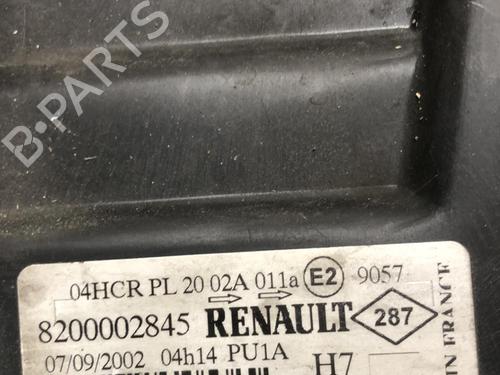 B-PARTS
04HCR PL 20 02A 011a E2 9057
8200002845 RENAULT 287
07/09/2002 04h14 PU1A H7
IN FRANCE